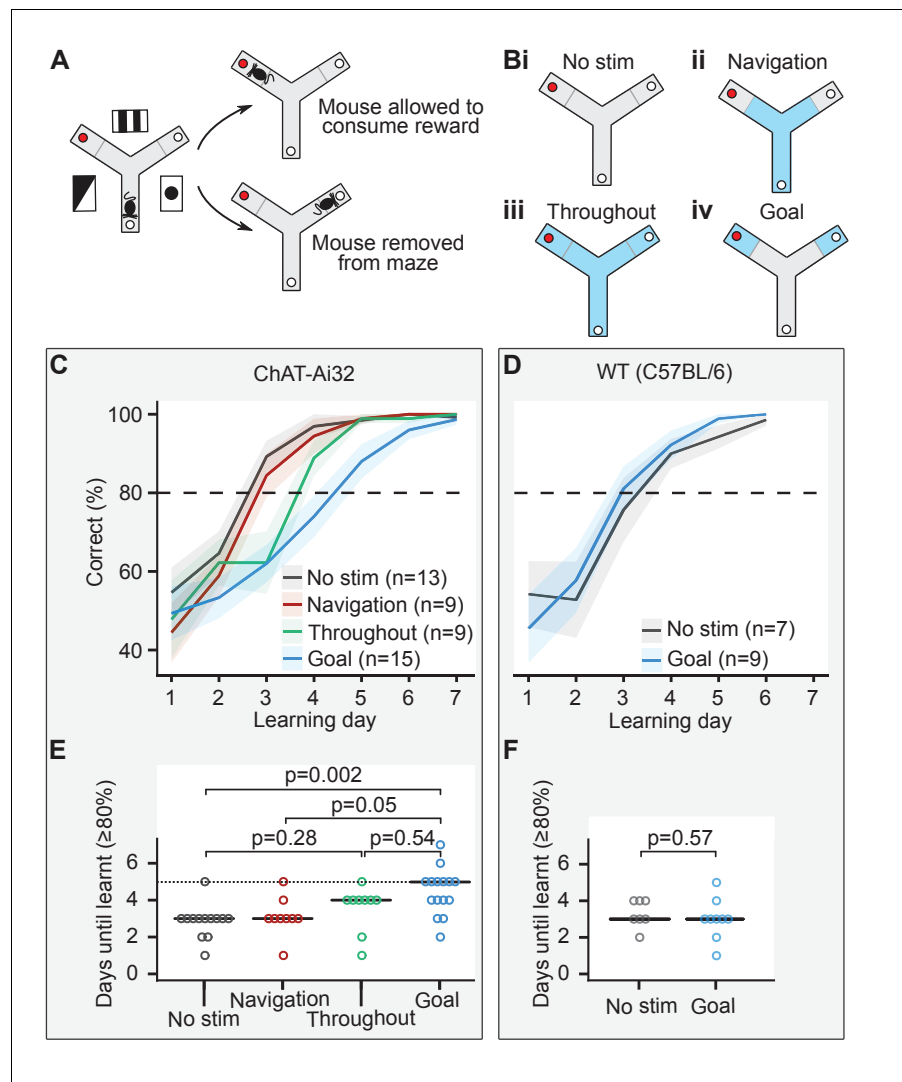 A
Mouse allowed to
consume reward
Mouse removed
from maze
Bi
No stim
ii
Navigation
iii
Throughout
iv
Goal
C
ChAT-Ai32
Correct (%)
100
80
60
40
No stim (n=13)
Navigation (n=9)
Throughout (n=9)
Goal (n=15)
1 2 3 4 5 6 7
Learning day
D
WT (C57BL/6)
No stim (n=7)
Goal (n=9)
1 2 3 4 5 6 7
Learning day
E
Days until learnt (≥80%)
p=0.002
p=0.05
p=0.28
p=0.54
6
4
2
0
No stim
Navigation
Throughout
Goal
F
Days until learnt (≥80%)
p=0.57
6
4
2
0
No stim
Goal